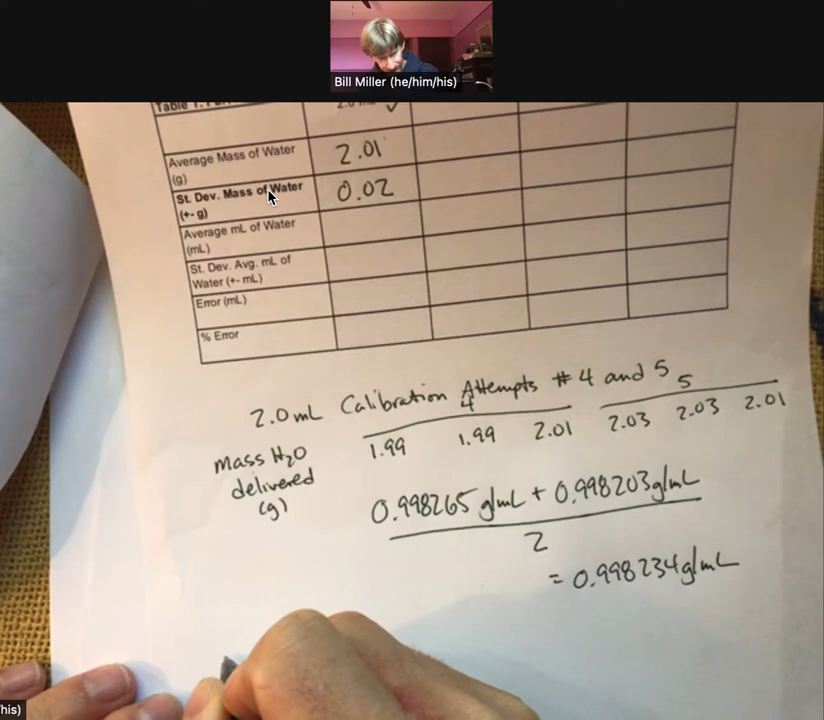 Bill Miller (he/him/his)
Table 1.
Average Mass of Water (g) 2.01
St. Dev. Mass of Water (+- g) 0.02
Average mL of Water (mL)
St. Dev. Avg. mL of Water (+- mL)
Error (mL)
% Error
2.0 mL Calibration Attempts #4 and 5
4 5
Mass H₂O delivered (g) 1.99 1.99 2.01 2.03 2.03 2.01
0.998265 g/mL + 0.998203 g/mL
2
= 0.998234 g/mL
his)